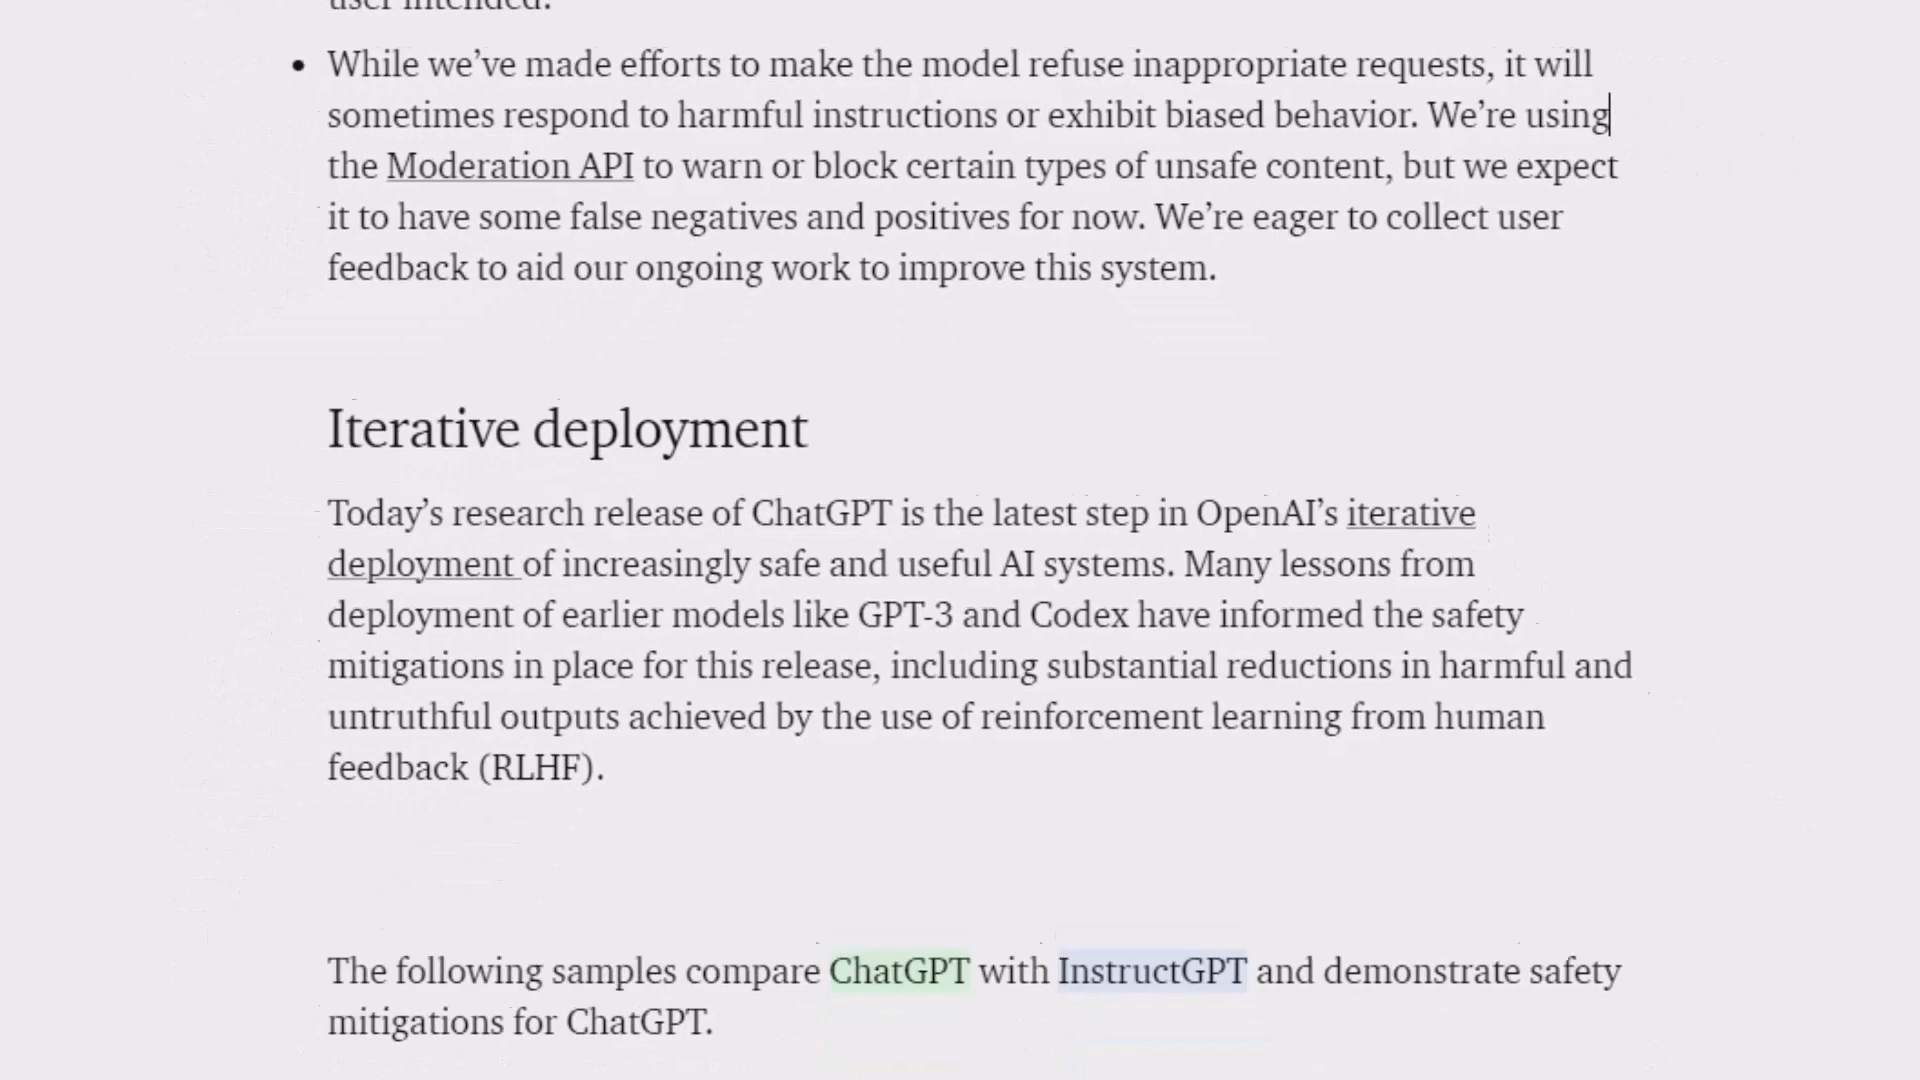 user intended.
While we’ve made efforts to make the model refuse inappropriate requests, it will
sometimes respond to harmful instructions or exhibit biased behavior. We’re using
the Moderation API to warn or block certain types of unsafe content, but we expect
it to have some false negatives and positives for now. We’re eager to collect user
feedback to aid our ongoing work to improve this system.
Iterative deployment
Today’s research release of ChatGPT is the latest step in OpenAI’s iterative
deployment of increasingly safe and useful AI systems. Many lessons from
deployment of earlier models like GPT-3 and Codex have informed the safety
mitigations in place for this release, including substantial reductions in harmful and
untruthful outputs achieved by the use of reinforcement learning from human
feedback (RLHF).
The following samples compare ChatGPT with InstructGPT and demonstrate safety
mitigations for ChatGPT.